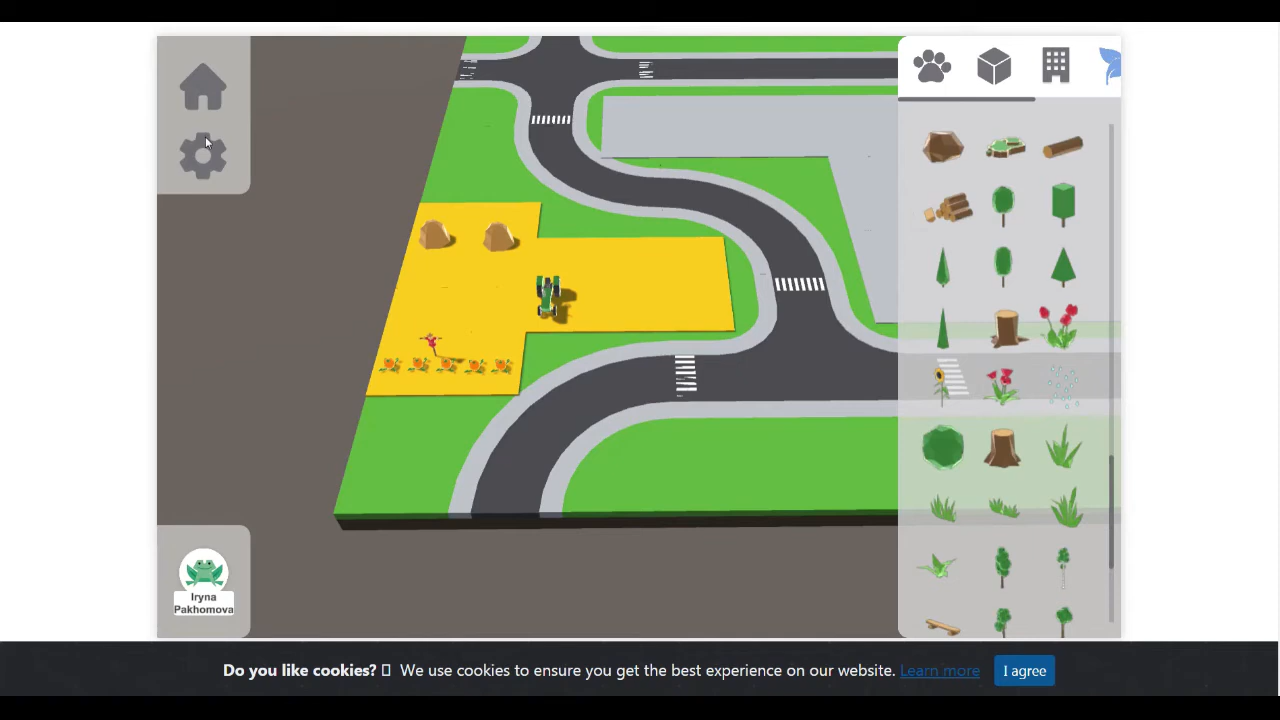 Iryna
Pakhomova
Do you like cookies? We use cookies to ensure you get the best experience on our website. Learn more I agree